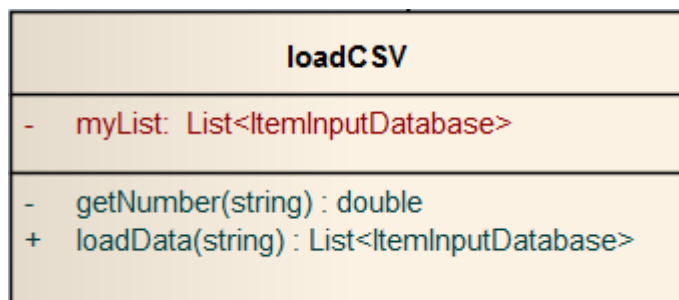 loadCSV
- myList: List<ItemInputDatabase>
- getNumber(string) : double
+ loadData(string) : List<ItemInputDatabase>